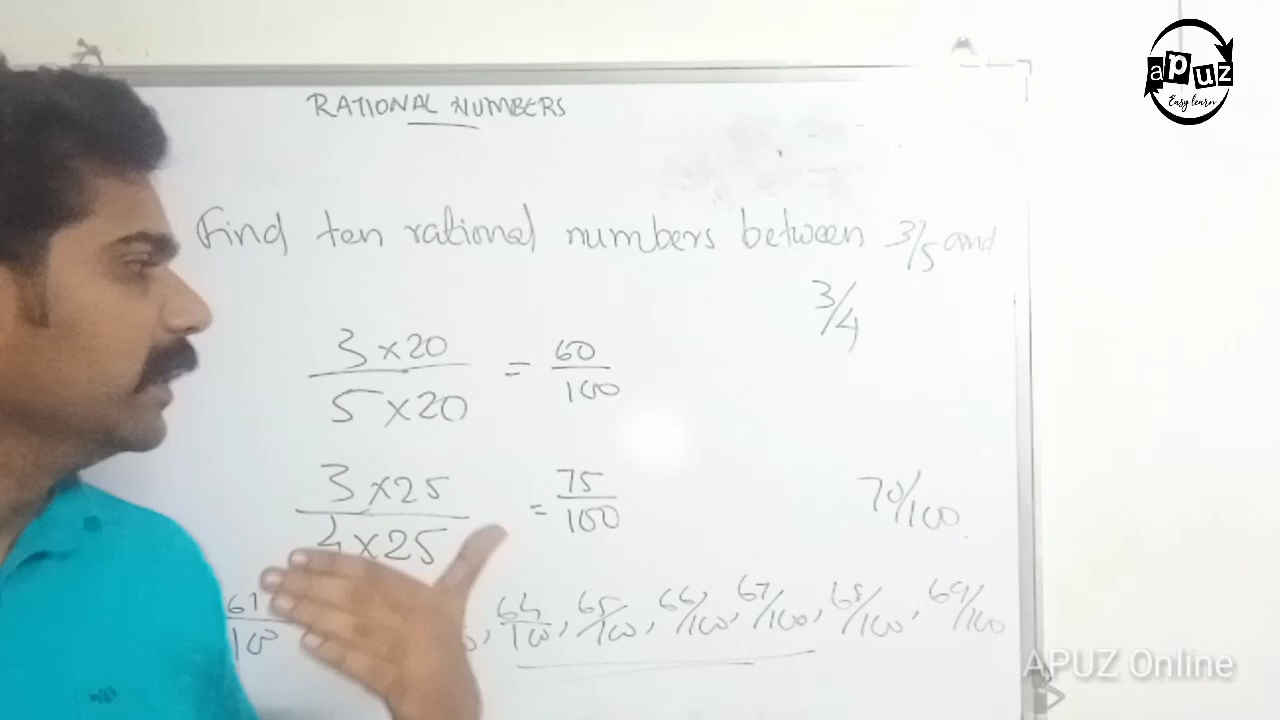 apuz
Easy learn
RATIONAL NUMBERS
Find ten rational numbers between 3/5 and
3/4
3 × 20 / 5 × 20 = 60/100
3 × 25 / 4 × 25 = 75/100
70/100
61/100 , 64/100, 65/100, 66/100, 67/100, 68/100, 69/100
APUZ Online